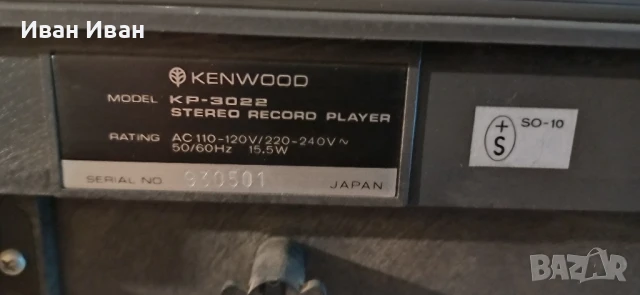 Иван Иван
KENWOOD
MODEL KP-3022
STEREO RECORD PLAYER
RATING AC 110-120V/220-240V~
50/60Hz 15.5W
SERIAL NO 930501 JAPAN
+
S
SO-10
BAZAR